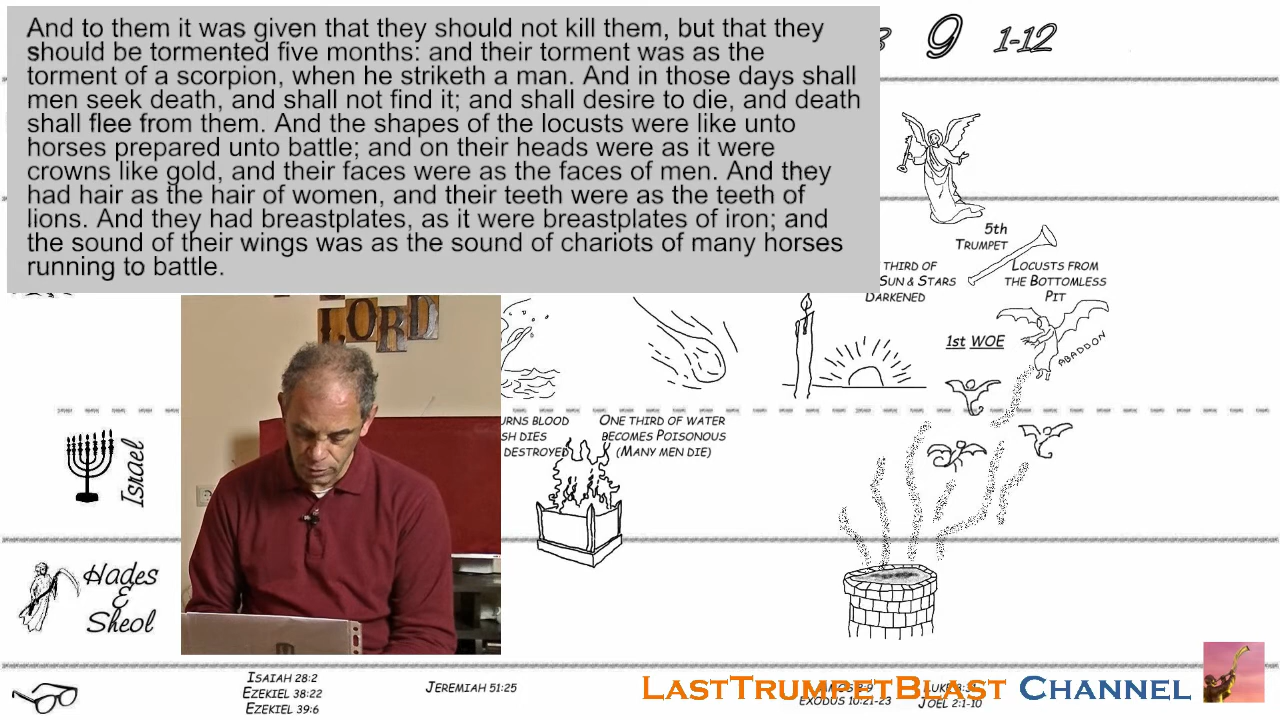 And to them it was given that they should not kill them, but that they
should be tormented five months: and their torment was as the
torment of a scorpion, when he striketh a man. And in those days shall
men seek death, and shall not find it; and shall desire to die, and death
shall flee from them. And the shapes of the locusts were like unto
horses prepared unto battle; and on their heads were as it were
crowns like gold, and their faces were as the faces of men. And they
had hair as the hair of women, and their teeth were as the teeth of
lions. And they had breastplates, as it were breastplates of iron; and
the sound of their wings was as the sound of chariots of many horses
running to battle.
9 1-12
5th
Trumpet
Third of
Sun & Stars
Darkened
Locusts from
the Bottomless
Pit
Lord
1st Woe
Abaddon
Blood
Dies
Destroyed
One Third of Water
Becomes Poisonous
(Many Men Die)
Israel
Hades
&
Sheol
Isaiah 28:2
Ezekiel 38:22
Ezekiel 39:6
Jeremiah 51:25
Exodus 10:21-23
Joel 2:1-10
LastTrumpetBlast Channel